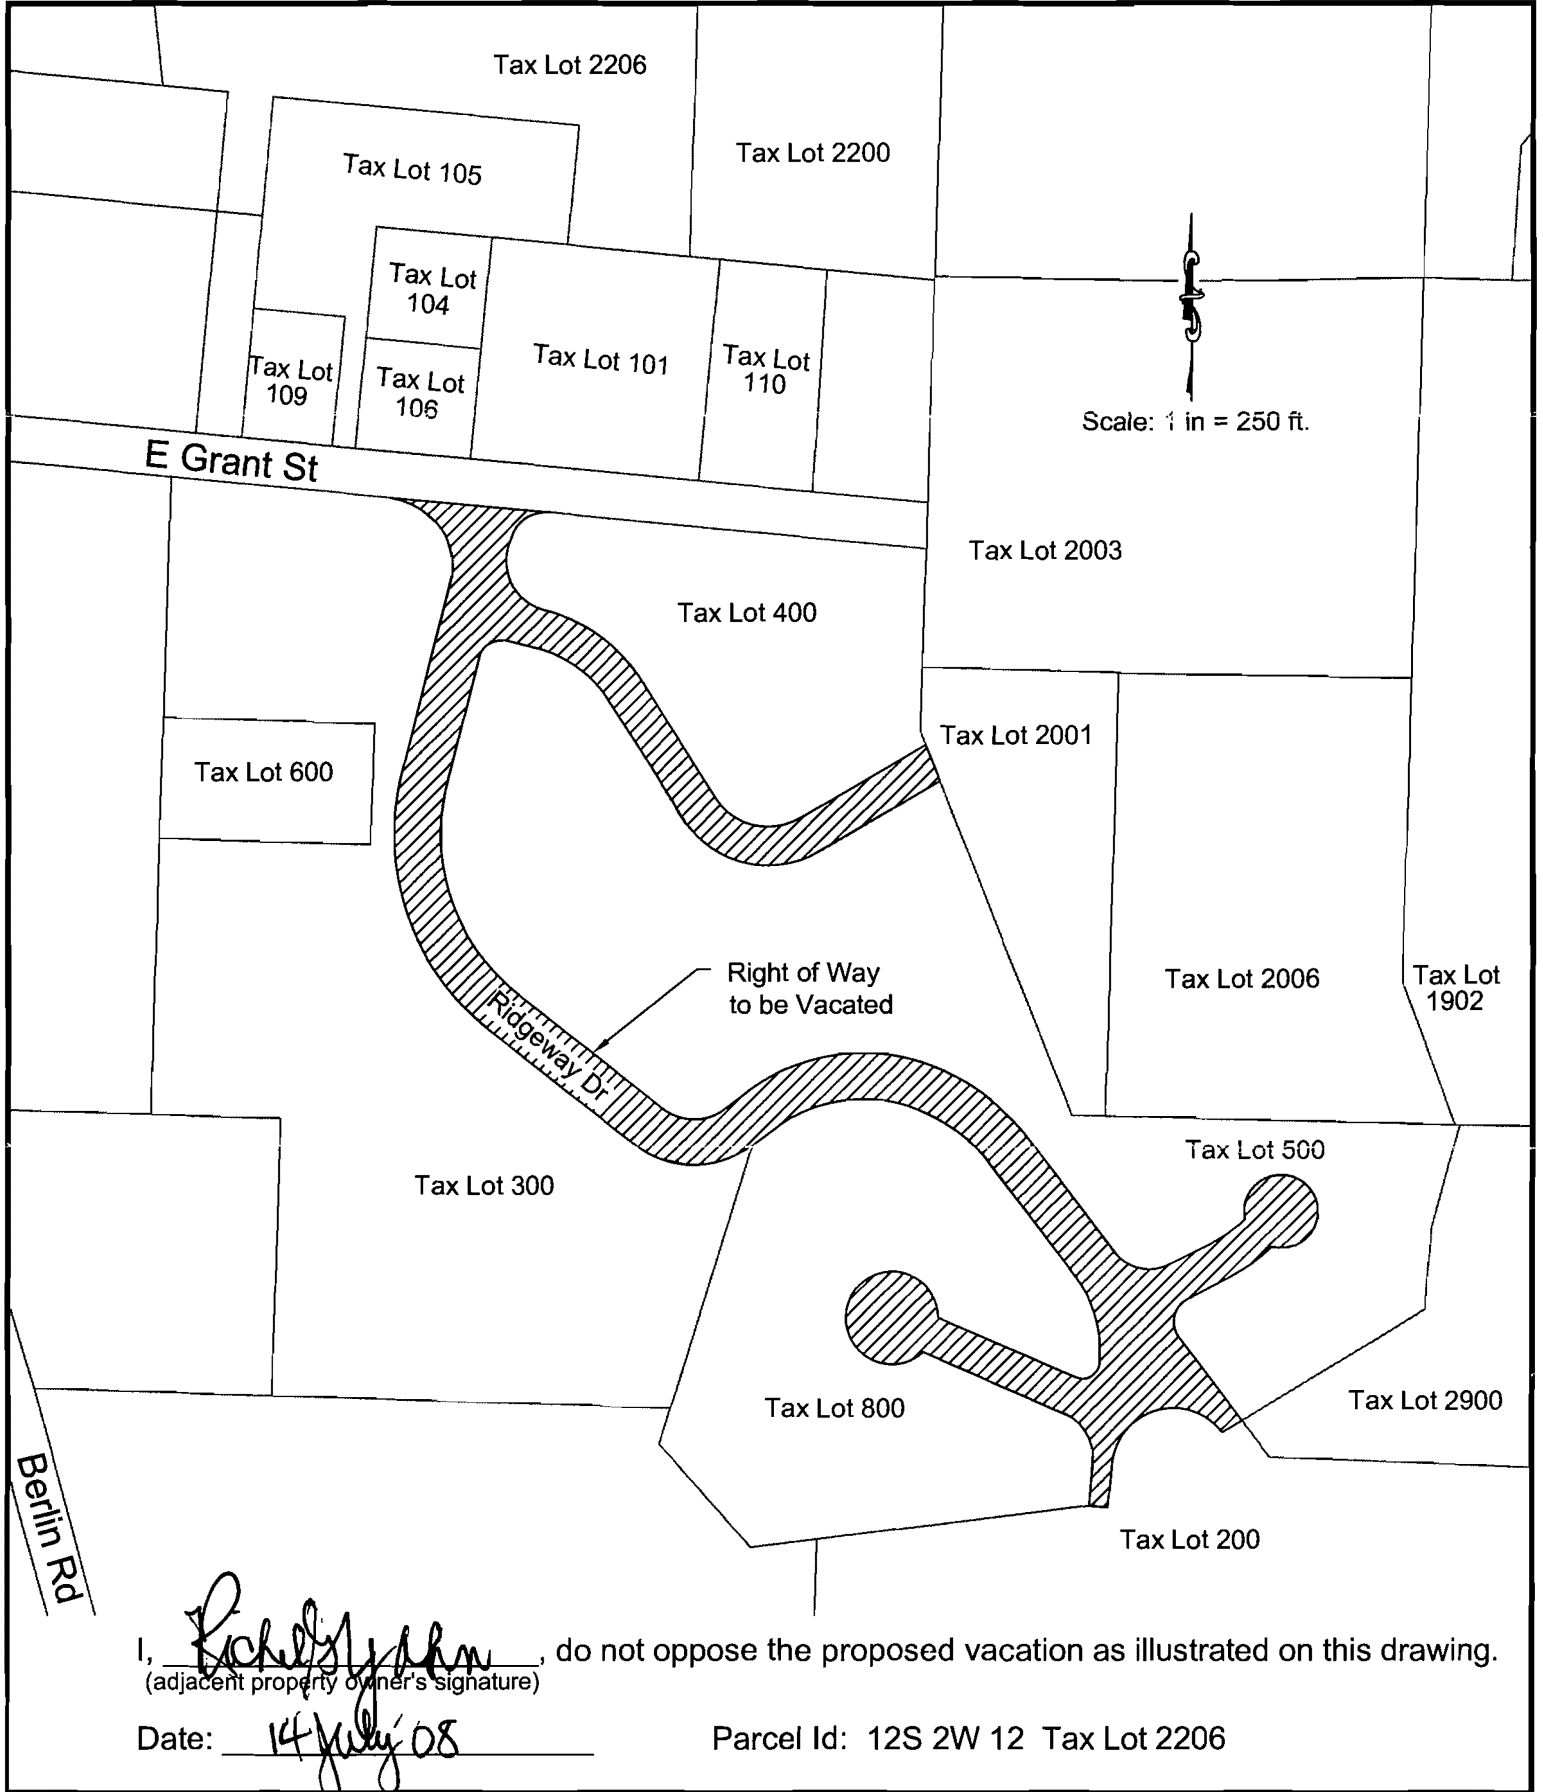 Tax Lot 2206
Tax Lot 2200
Tax Lot 105
Tax Lot
104
Tax Lot 101
Tax Lot
110
Tax Lot
109
Tax Lot
106
Scale: 1 in = 250 ft.
E Grant St
Tax Lot 2003
Tax Lot 400
Tax Lot 2001
Tax Lot 600
Right of Way
to be Vacated
Tax Lot 2006
Tax Lot
1902
Ridgeway Dr
Tax Lot 500
Tax Lot 300
Tax Lot 800
Tax Lot 2900
Berlin Rd
Tax Lot 200
I, , do not oppose the proposed vacation as illustrated on this drawing.
(adjacent property owner's signature)
Date: 14 July 08
Parcel Id: 12S 2W 12 Tax Lot 2206